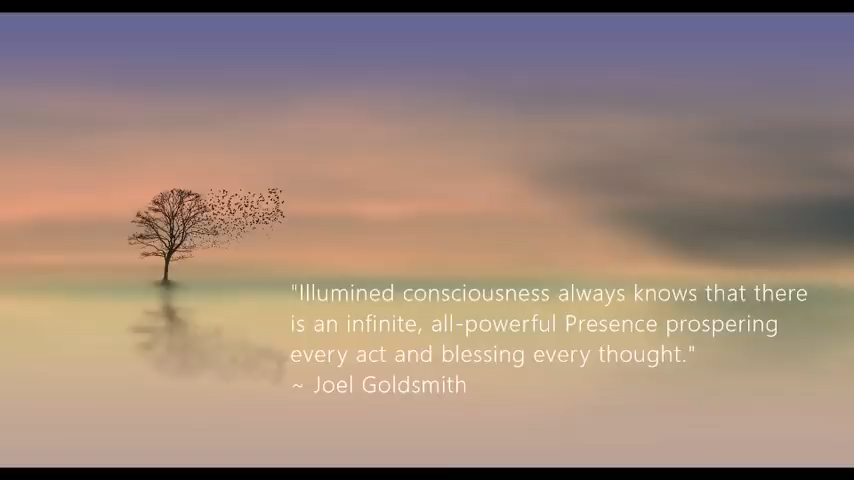 "Illumined consciousness always knows that there
is an infinite, all-powerful Presence prospering
every act and blessing every thought."
~ Joel Goldsmith